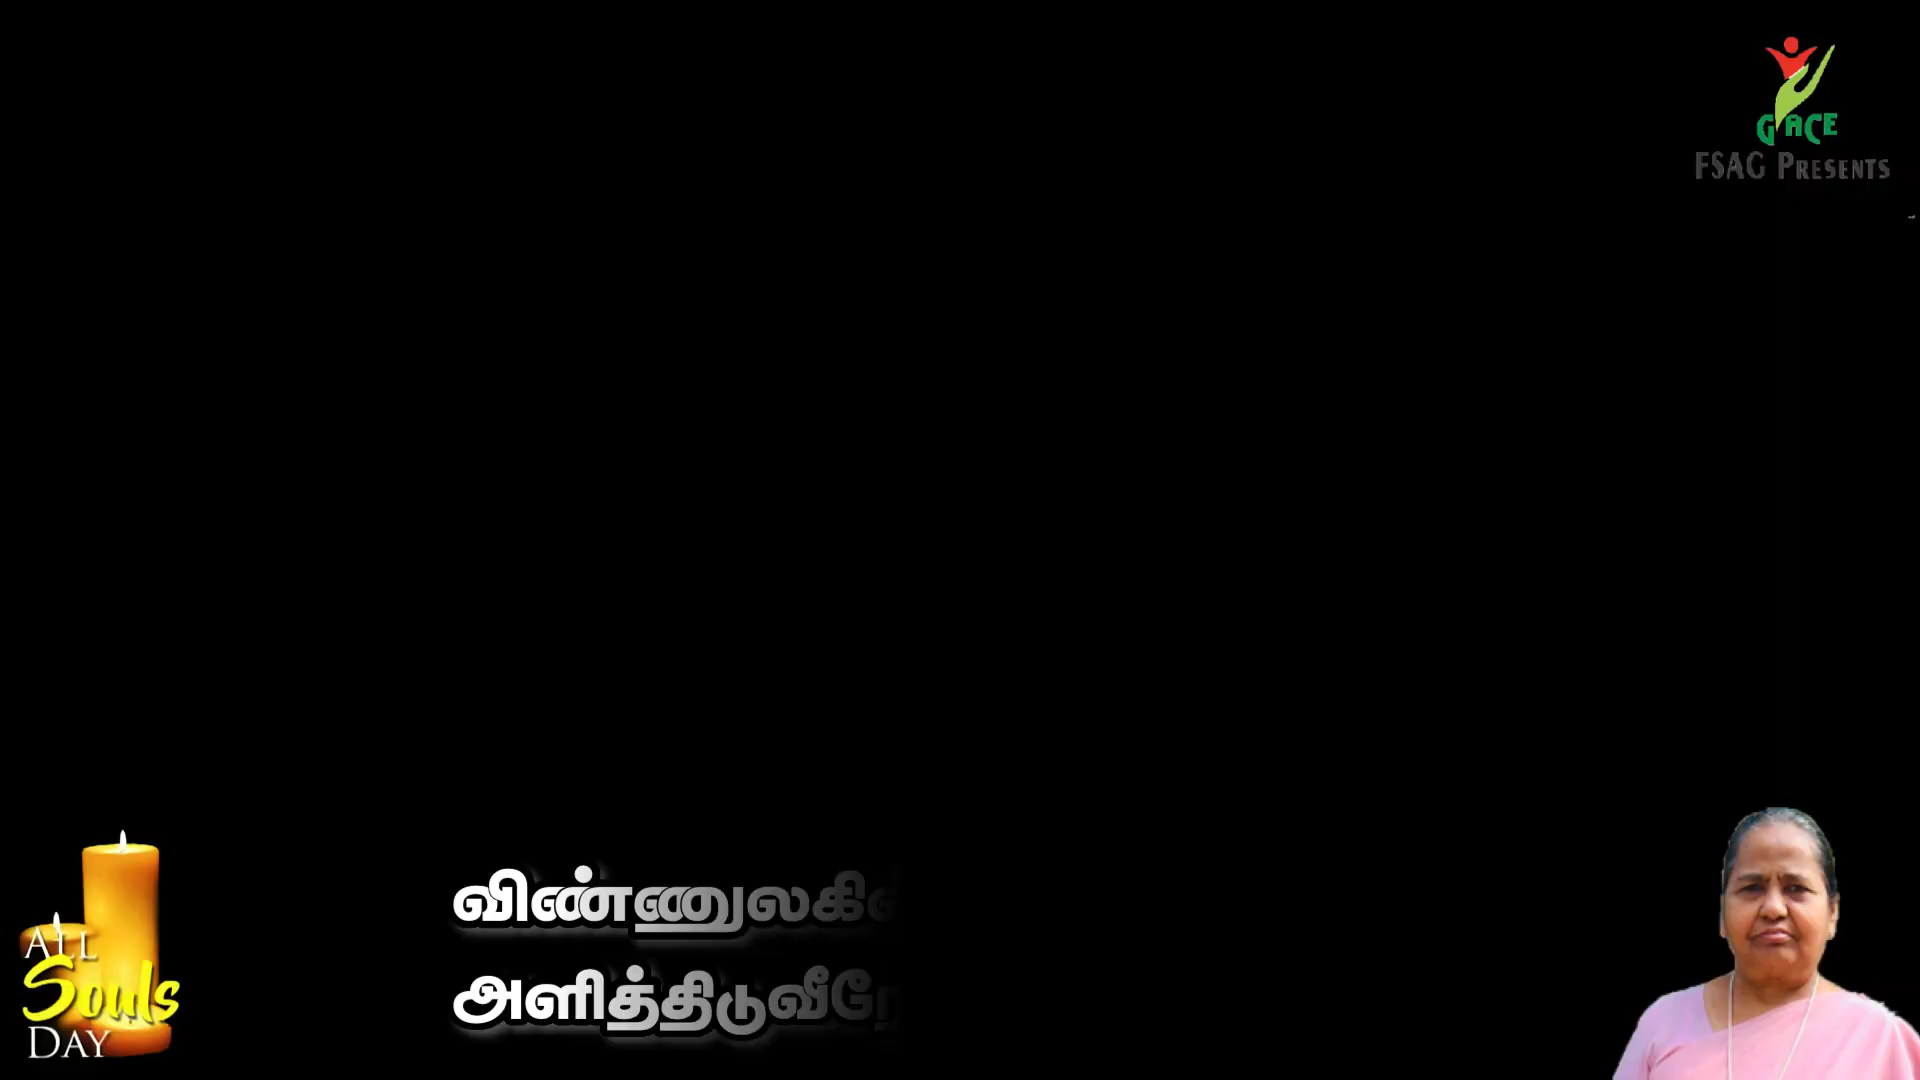 GRACE
FSAG PRESENTS
விண்ணுலகில்
அளித்திடுவீரே
ALL
Souls
DAY